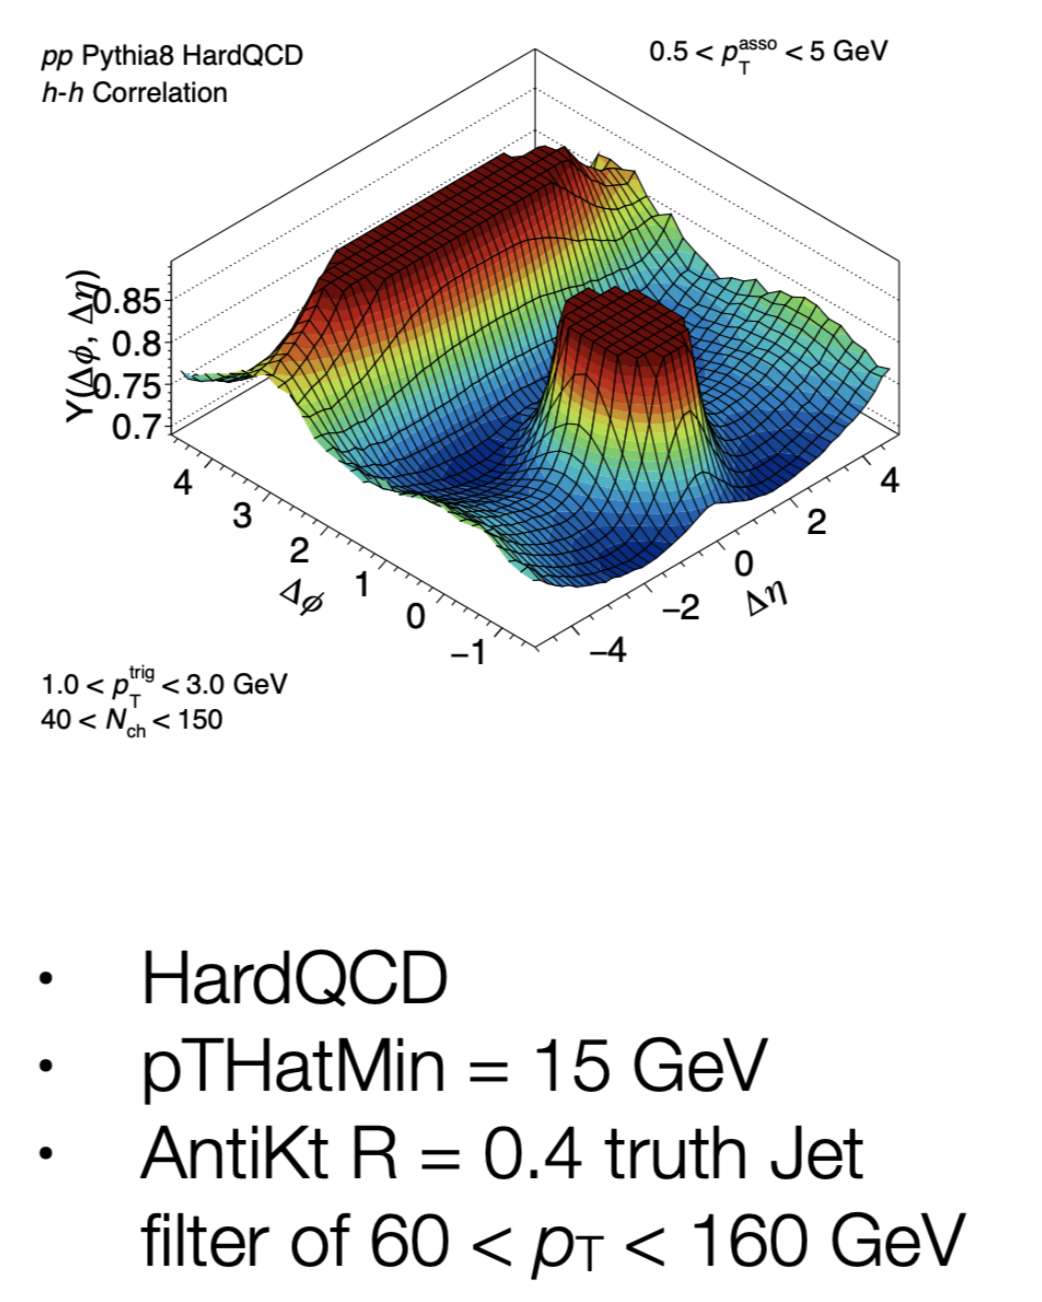 pp Pythia8 HardQCD
h-h Correlation
0.5 < p_T^asso < 5 GeV
Y(Δϕ, Δη)
0.85
0.8
0.75
0.7
4
3
2
1
0
−1
Δϕ
4
2
0
−2
−4
Δη
1.0 < p_T^trig < 3.0 GeV
40 < N_ch < 150
• HardQCD
• pTHatMin = 15 GeV
• AntiKt R = 0.4 truth Jet
filter of 60 < p_T < 160 GeV